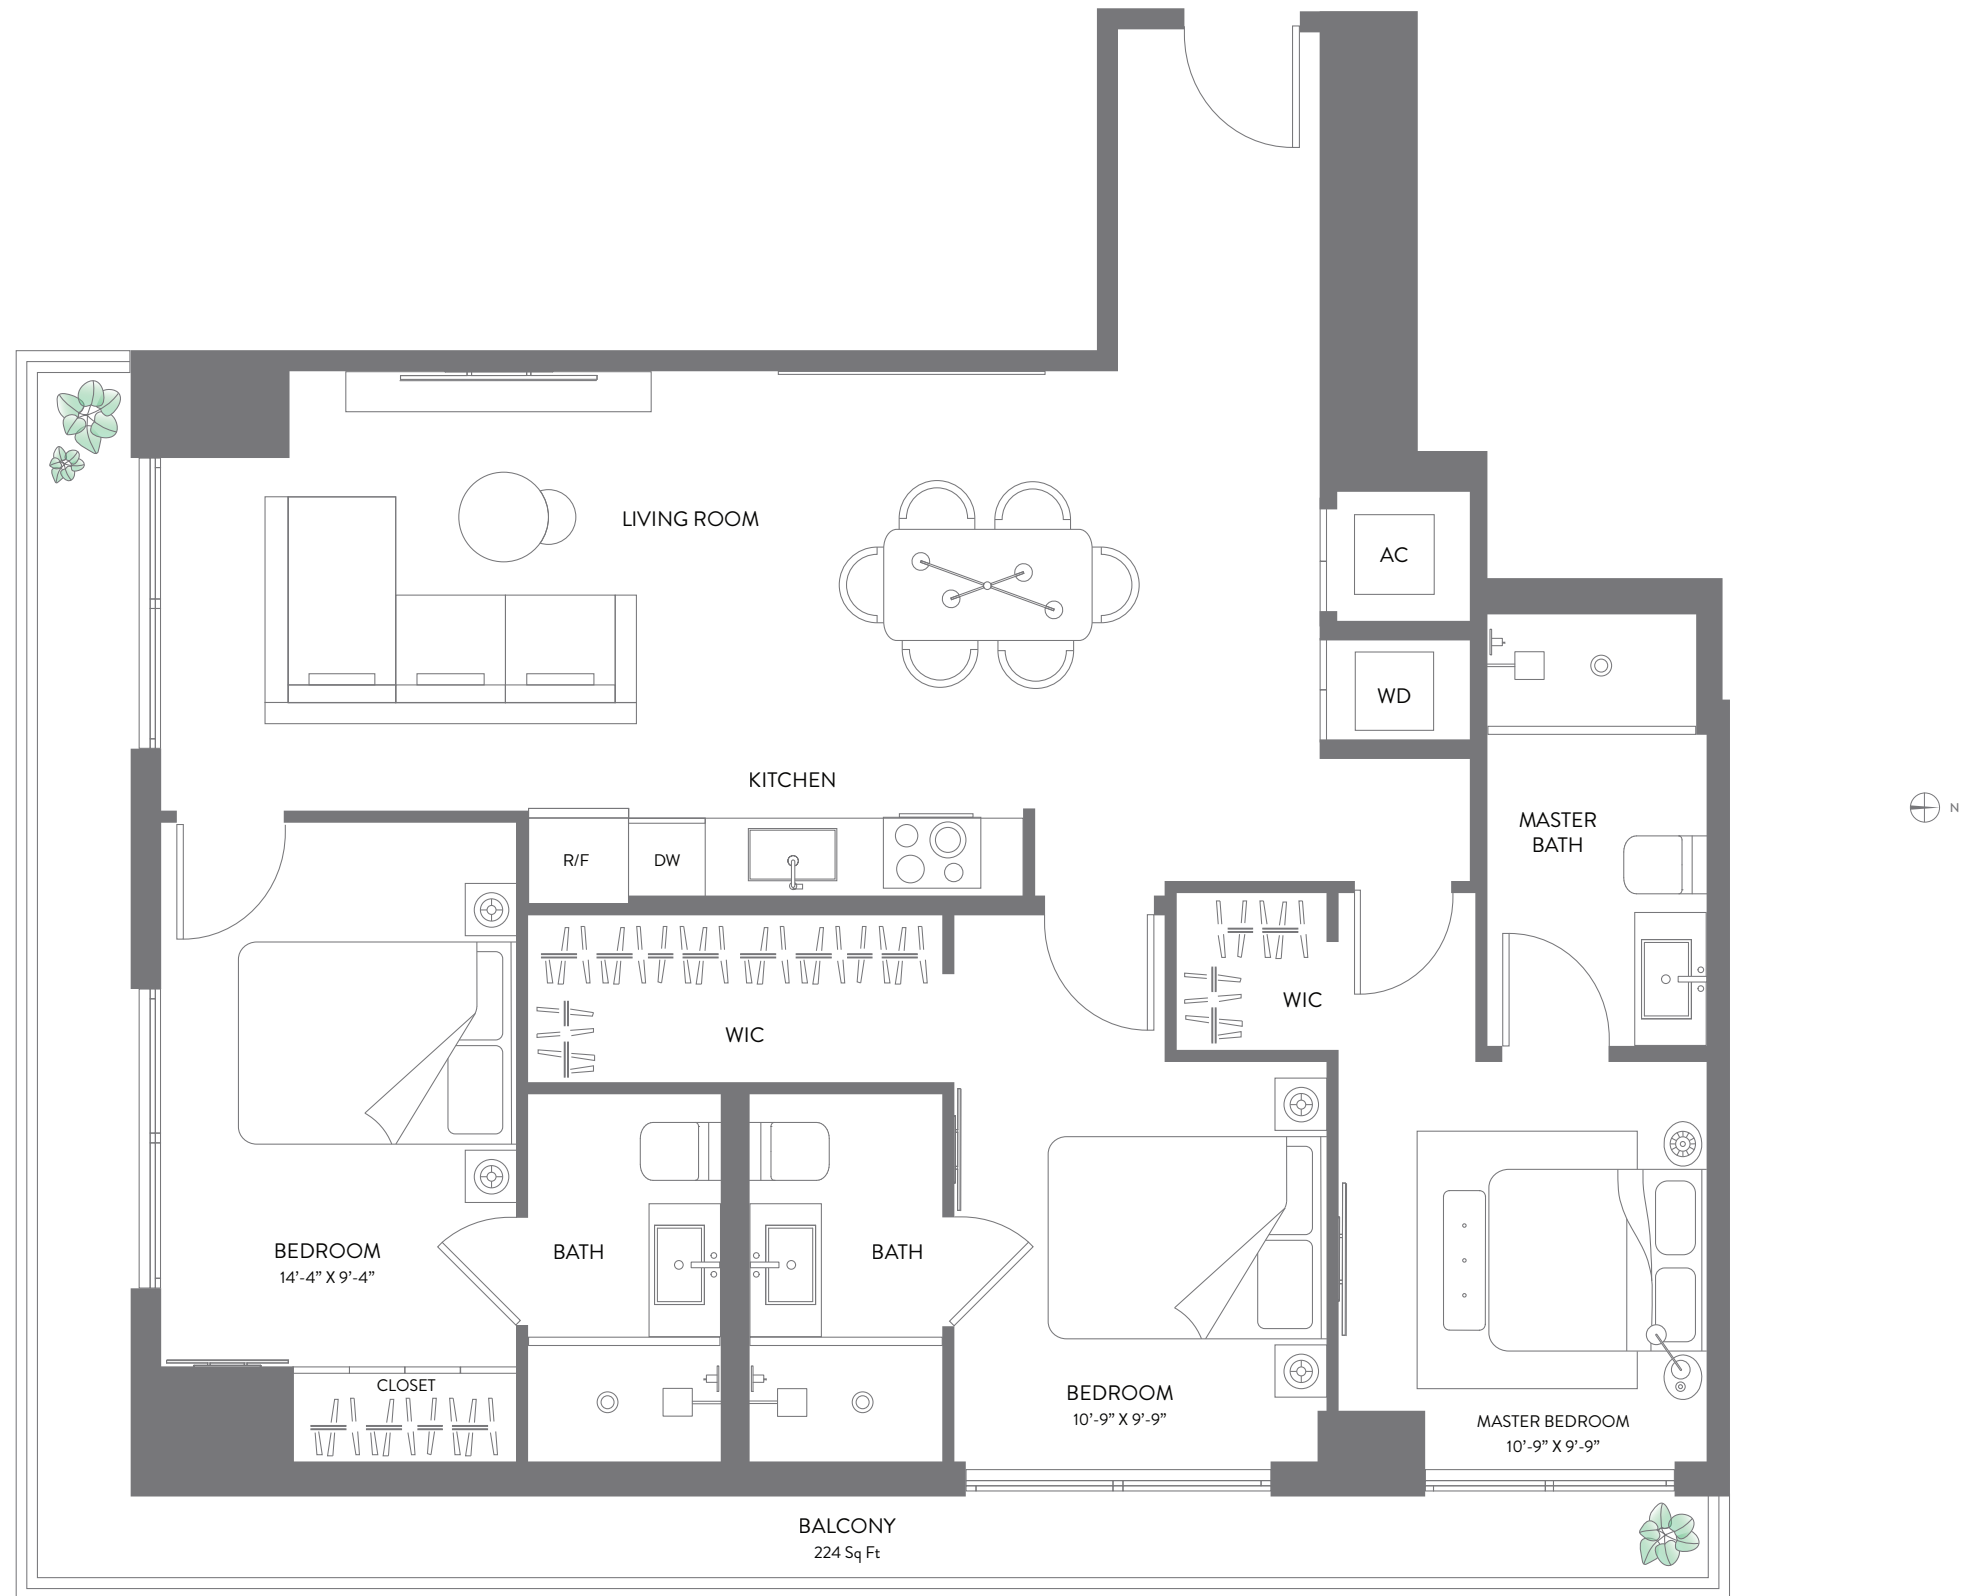 LIVING ROOM
AC
WD
KITCHEN
MASTER
BATH
N
R/F
DW
WIC
WIC
BEDROOM
14’-4” X 9’-4”
BATH
BATH
CLOSET
BEDROOM
10’-9” X 9’-9”
MASTER BEDROOM
10’-9” X 9’-9”
BALCONY
224 Sq Ft